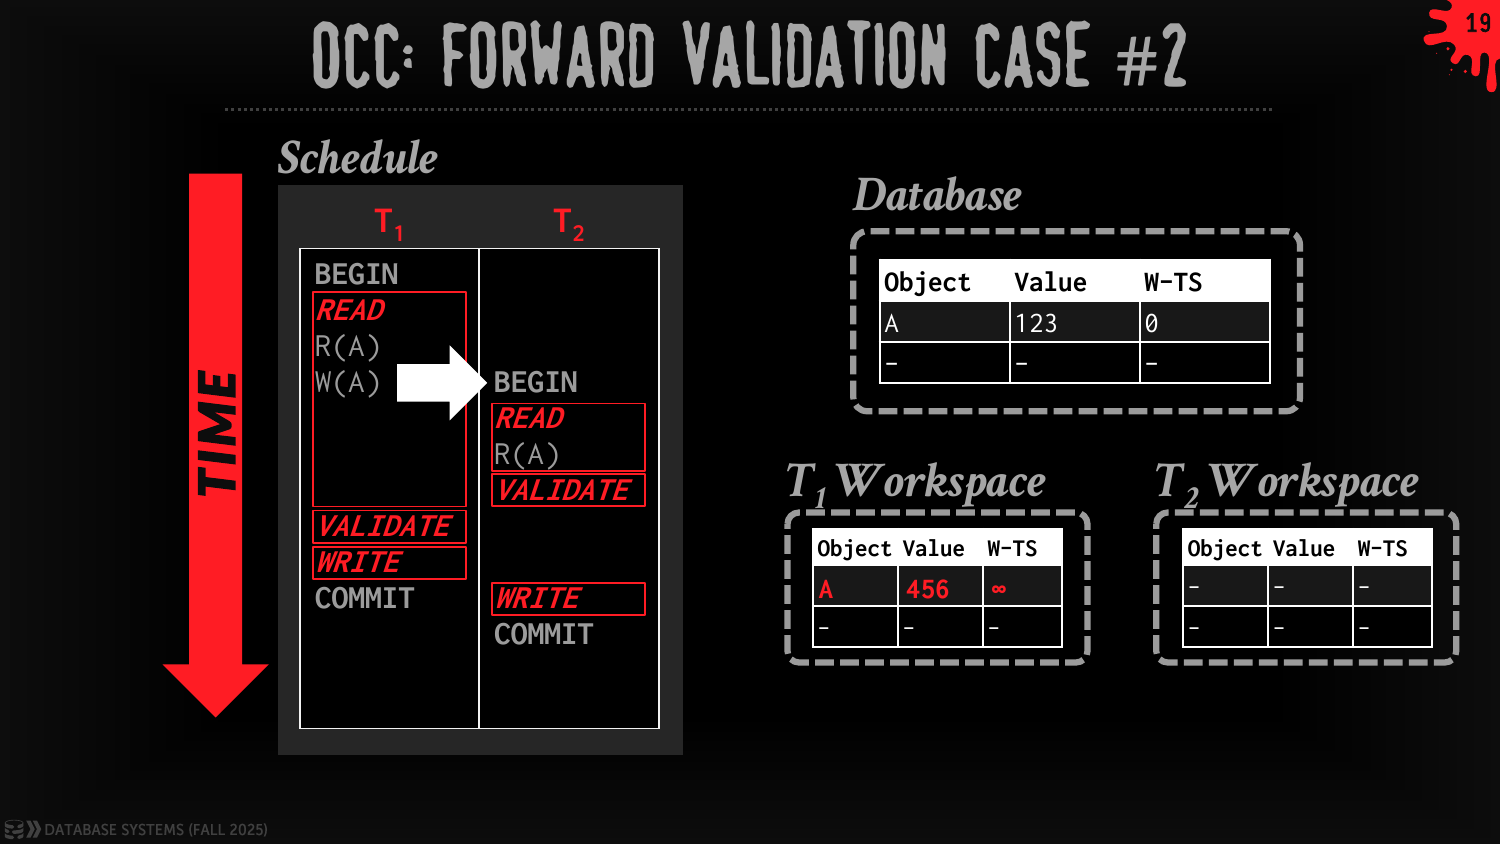 OCC: FORWARD VALIDATION CASE #2
19
Schedule
TIME
T1 T2
BEGIN
READ
R(A)
W(A)
BEGIN
READ
R(A)
VALIDATE
VALIDATE
WRITE
COMMIT
WRITE
COMMIT
Database
Object Value W-TS
A 123 0
- - -
T1 Workspace
Object Value W-TS
A 456 ∞
- - -
T2 Workspace
Object Value W-TS
- - -
- - -
DATABASE SYSTEMS (FALL 2025)